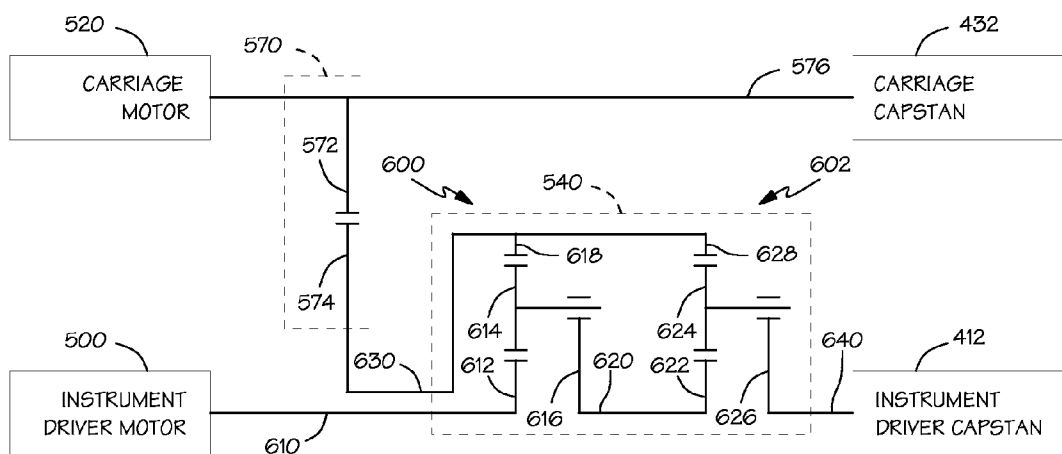 520
570
432
CARRIAGE
MOTOR
576
CARRIAGE
CAPSTAN
572
600
540
602
618
628
574
614
624
500
630
612
620
622
640
412
INSTRUMENT
DRIVER MOTOR
610
616
626
INSTRUMENT
DRIVER CAPSTAN